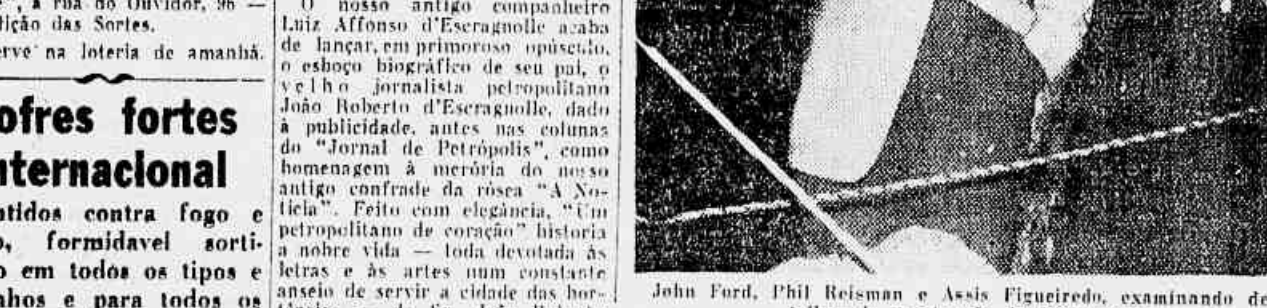 , a rua do Ouvidor, 96 —
tição das Sortes.
erve na loteria de amanhã.
ofres fortes
nternacional
ntidos contra fogo e
o, formidavel sorti-
o em todos os tipos e
nhos e para todos os
O nosso antigo companheiro
Luiz Affonso d'Escragnolle acaba
de lançar, em primoroso opúsculo,
o esboço biográfico de seu pai, o
velho jornalista petropolitano
João Roberto d'Escragnolle, dado
à publicidade, antes nas colunas
do "Jornal de Petrópolis", como
homenagem à memória do nosso
antigo confrade da rósea "A No-
tícia". Feito com elegância, "Um
petropolitano de coração" historia
a nobre vida — toda devotada às
letras e às artes num constante
anseio de servir a cidade das hor-
John Ford, Phil Reisman e Assis Figueiredo, examinando da